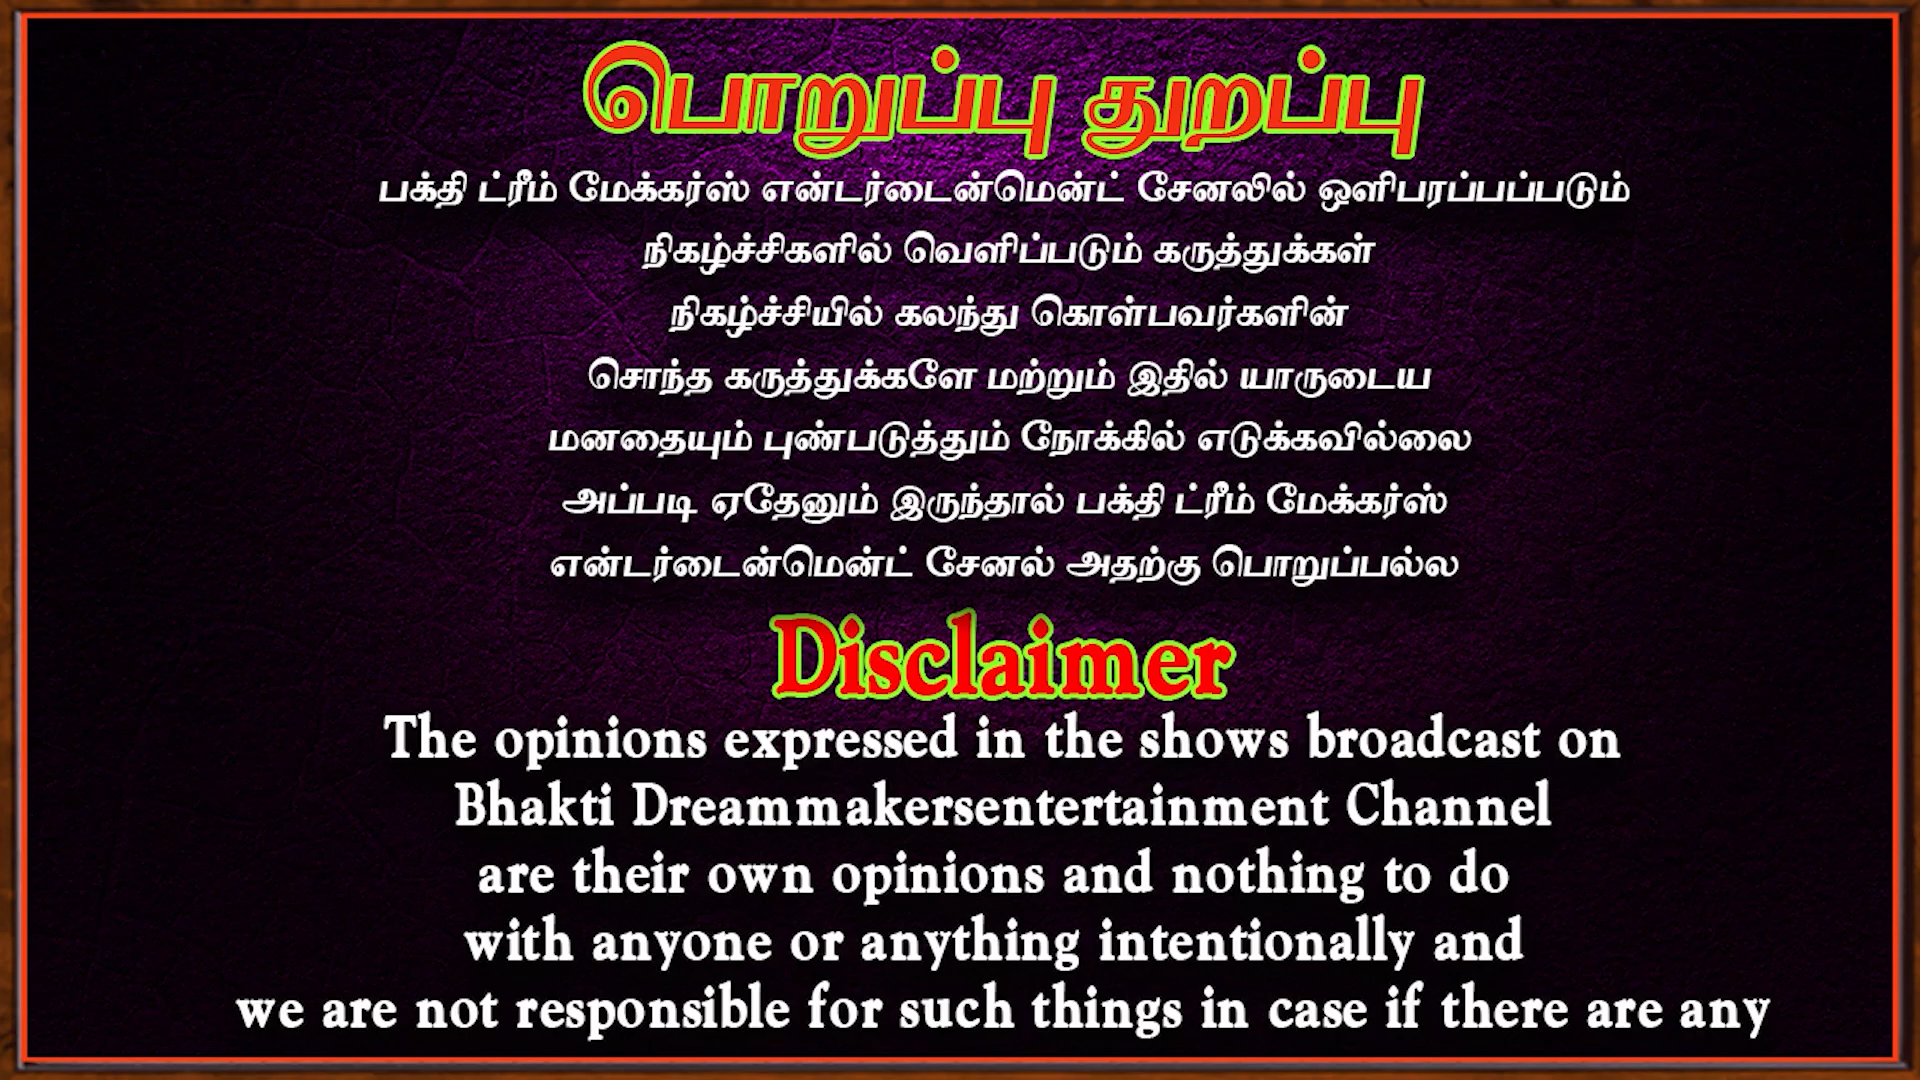 பொறுப்பு துறப்பு
பக்தி ட்ரீம் மேக்கர்ஸ் என்டர்டைன்மென்ட் சேனலில் ஒளிபரப்பப்படும்
நிகழ்ச்சிகளில் வெளிப்படும் கருத்துக்கள்
நிகழ்ச்சியில் கலந்து கொள்பவர்களின்
சொந்த கருத்துக்களே மற்றும் இதில் யாருடைய
மனதையும் புண்படுத்தும் நோக்கில் எடுக்கவில்லை
அப்படி ஏதேனும் இருந்தால் பக்தி ட்ரீம் மேக்கர்ஸ்
என்டர்டைன்மென்ட் சேனல் அதற்கு பொறுப்பல்ல
Disclaimer
The opinions expressed in the shows broadcast on
Bhakti Dreammakersentertainment Channel
are their own opinions and nothing to do
with anyone or anything intentionally and
we are not responsible for such things in case if there are any